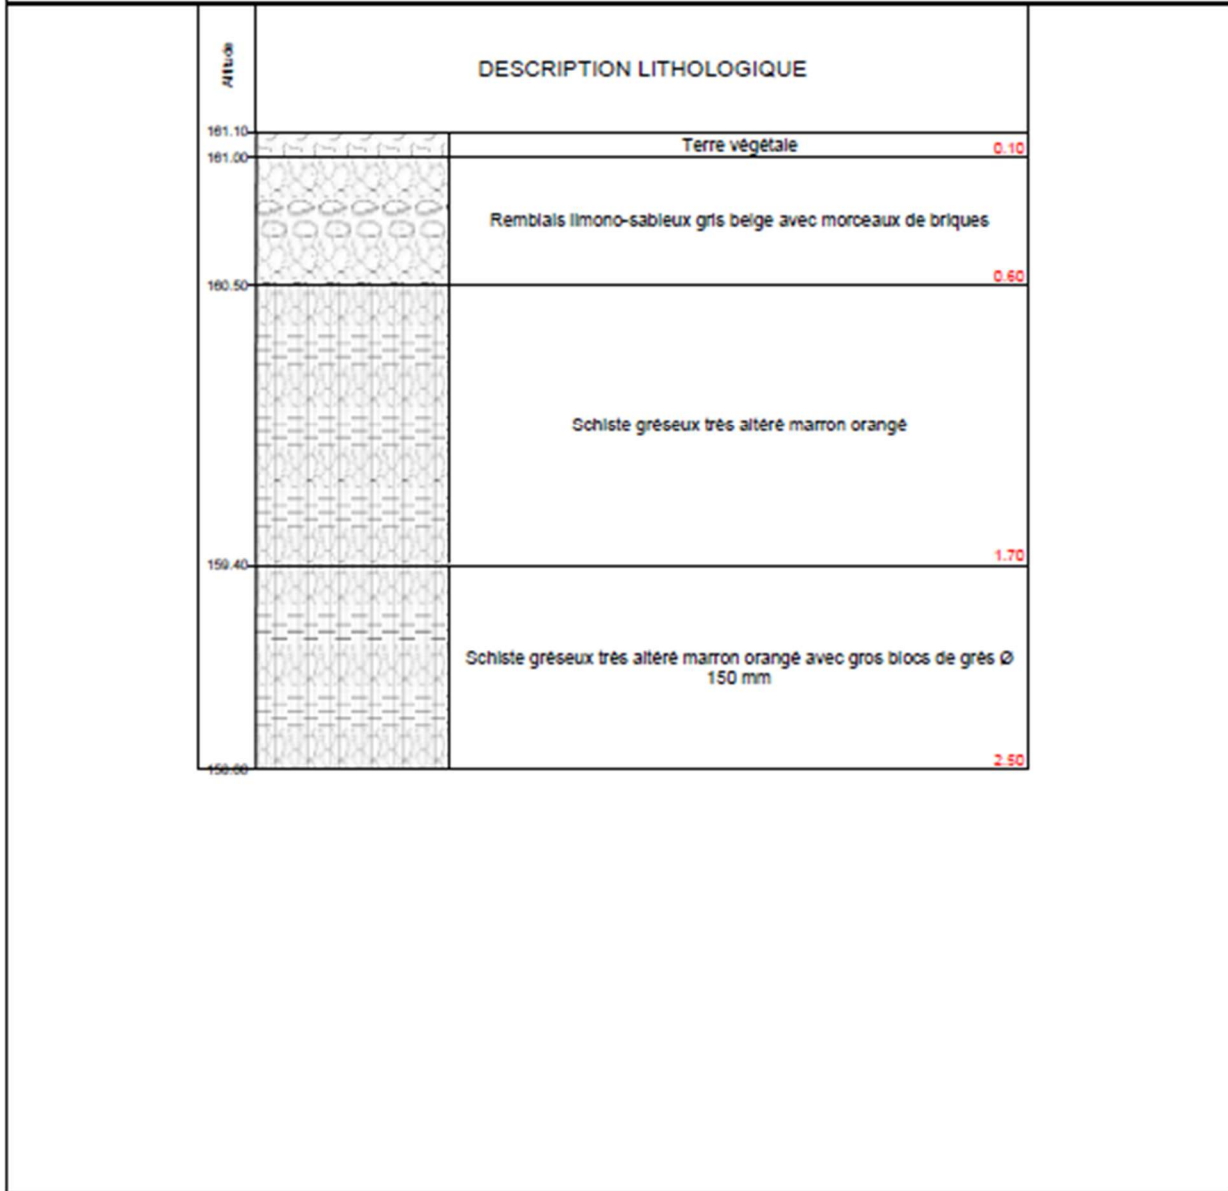 Altitude
DESCRIPTION LITHOLOGIQUE
161.10
Terre végétale
0.10
161.00
Remblais limono-sableux gris beige avec morceaux de briques
0.60
160.50
Schiste gréseux très altéré marron orangé
1.70
159.40
Schiste gréseux très altéré marron orangé avec gros blocs de grès Ø
150 mm
2.50
158.60